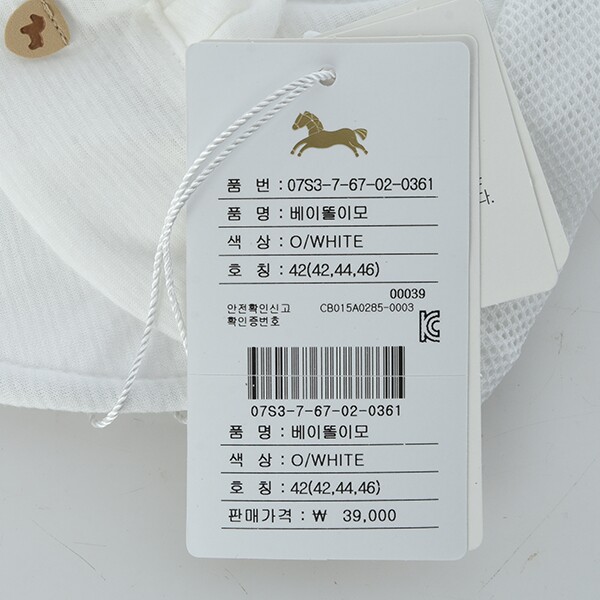 품 번 : 07S3-7-67-02-0361
품 명 : 베이똘이모
색 상 : O/WHITE
호 칭 : 42(42,44,46)
00039
안전확인신고 CB015A0285-0003
확인증번호
07S3-7-67-02-0361
품 명 : 베이똘이모
색 상 : O/WHITE
호 칭 : 42(42,44,46)
판매가격 : ₩ 39,000
다.